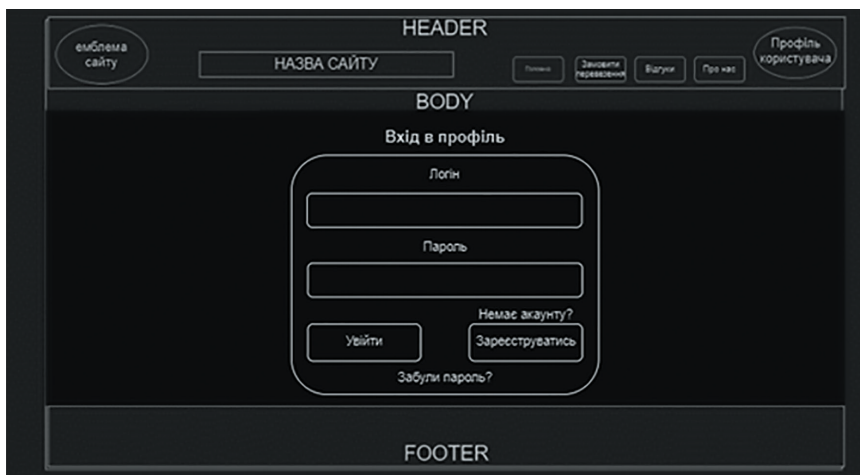 HEADER
емблема
сайту
НАЗВА САЙТУ
Головна
Замовити
перевезення
Відгуки
Про нас
Профіль
користувача
BODY
Вхід в профіль
Логін
Пароль
Немає акаунту?
Увійти
Зареєструватись
Забули пароль?
FOOTER